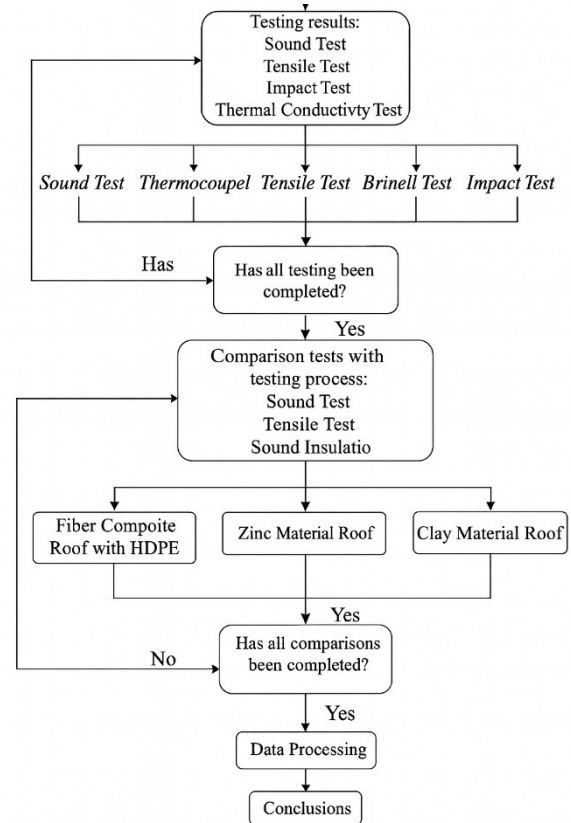 Testing results:
Sound Test
Tensile Test
Impact Test
Thermal Conductivty Test
Sound Test
Thermocoupel
Tensile Test
Brinell Test
Impact Test
Has
Has all testing been
completed?
Yes
Comparison tests with
testing process:
Sound Test
Tensile Test
Sound Insulatio
Fiber Compoite
Roof with HDPE
Zinc Material Roof
Clay Material Roof
Yes
Has all comparisons
been completed?
No
Yes
Data Processing
Conclusions